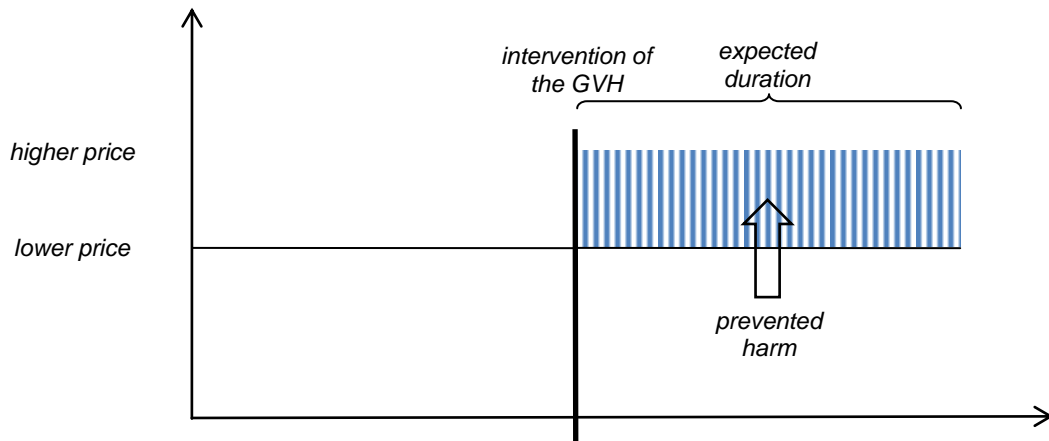 intervention of
the GVH
expected
duration
higher price
lower price
prevented
harm